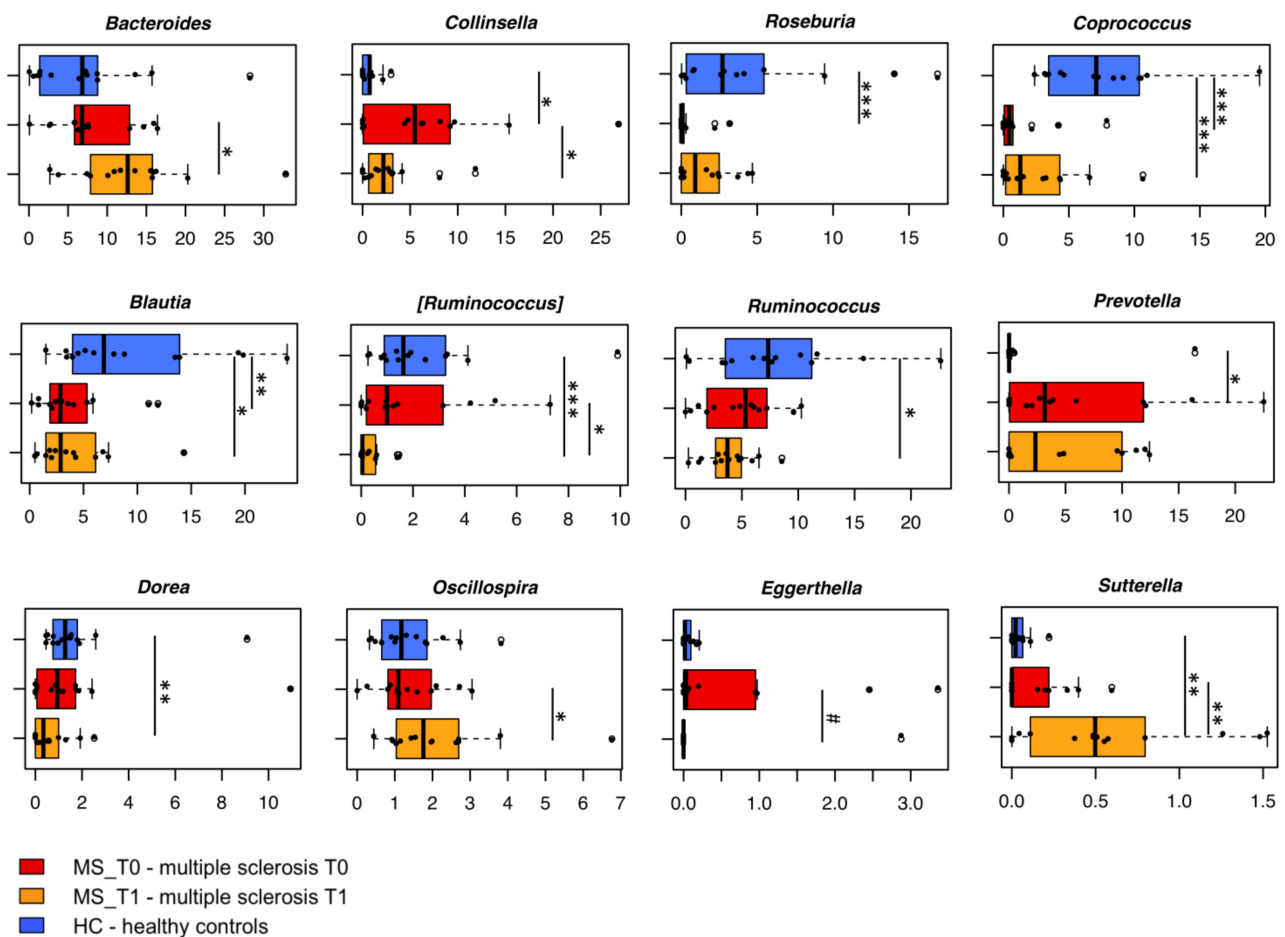 Bacteroides
Collinsella
Roseburia
Coprococcus
*
0 5 10 15 20 25 30
*
*
0 5 10 15 20 25
***
0 5 10 15
***
***
0 5 10 15 20
Blautia
[Ruminococcus]
Ruminococcus
Prevotella
**
*
0 5 10 15 20
***
*
0 2 4 6 8 10
*
0 5 10 15 20
*
0 5 10 15 20
Dorea
Oscillospira
Eggerthella
Sutterella
**
0 2 4 6 8 10
*
0 1 2 3 4 5 6 7
#
0.0 1.0 2.0 3.0
**
**
0.0 0.5 1.0 1.5
MS_T0 - multiple sclerosis T0
MS_T1 - multiple sclerosis T1
HC - healthy controls